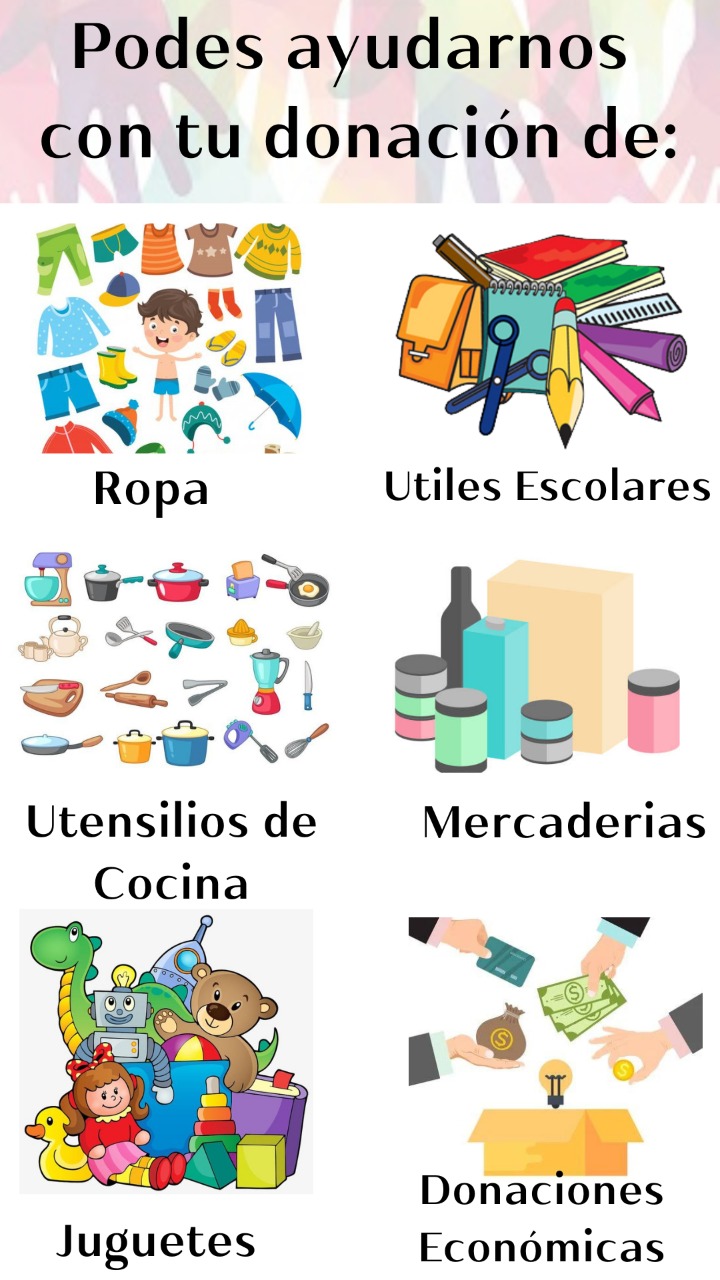 Podes ayudarnos
con tu donación de:
Ropa
Utiles Escolares
Utensilios de
Cocina
Mercaderias
Juguetes
Donaciones
Económicas